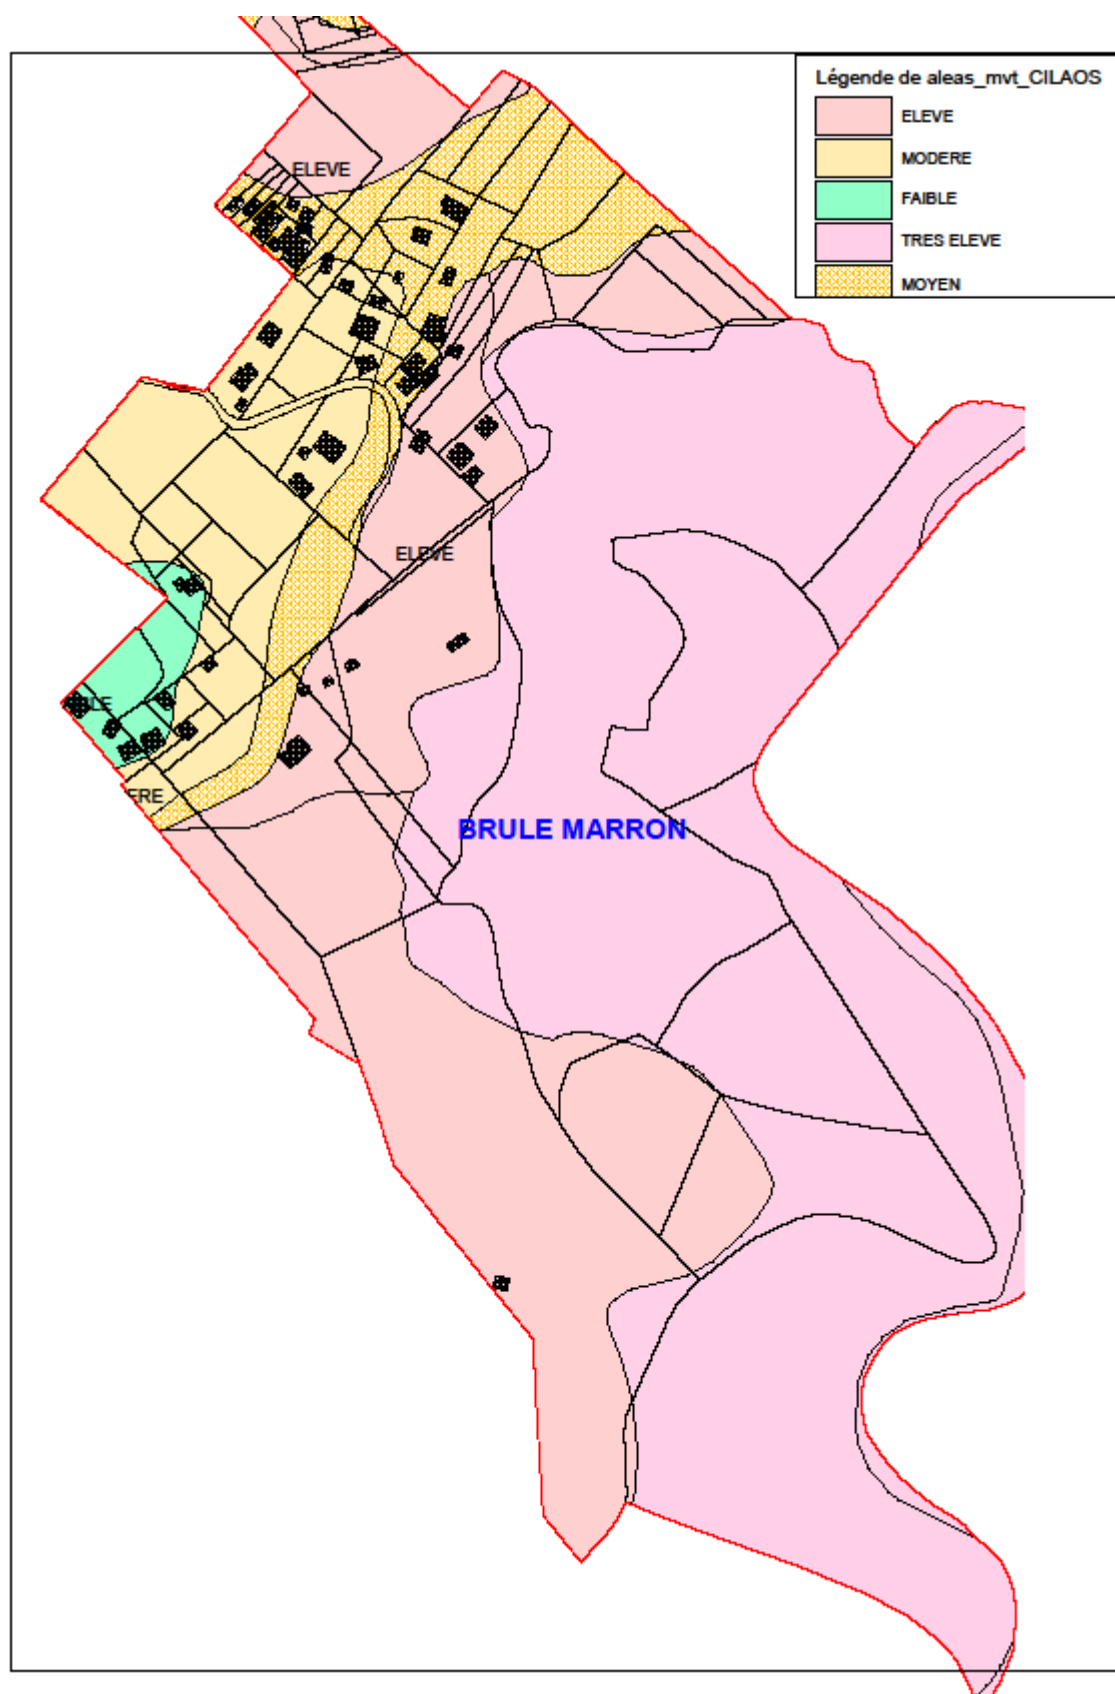 Légende de aleas_mvt_CILAOS
ELEVE
MODERE
FAIBLE
TRES ELEVE
MOYEN
ELEVE
ELEVE
BRULE MARRON